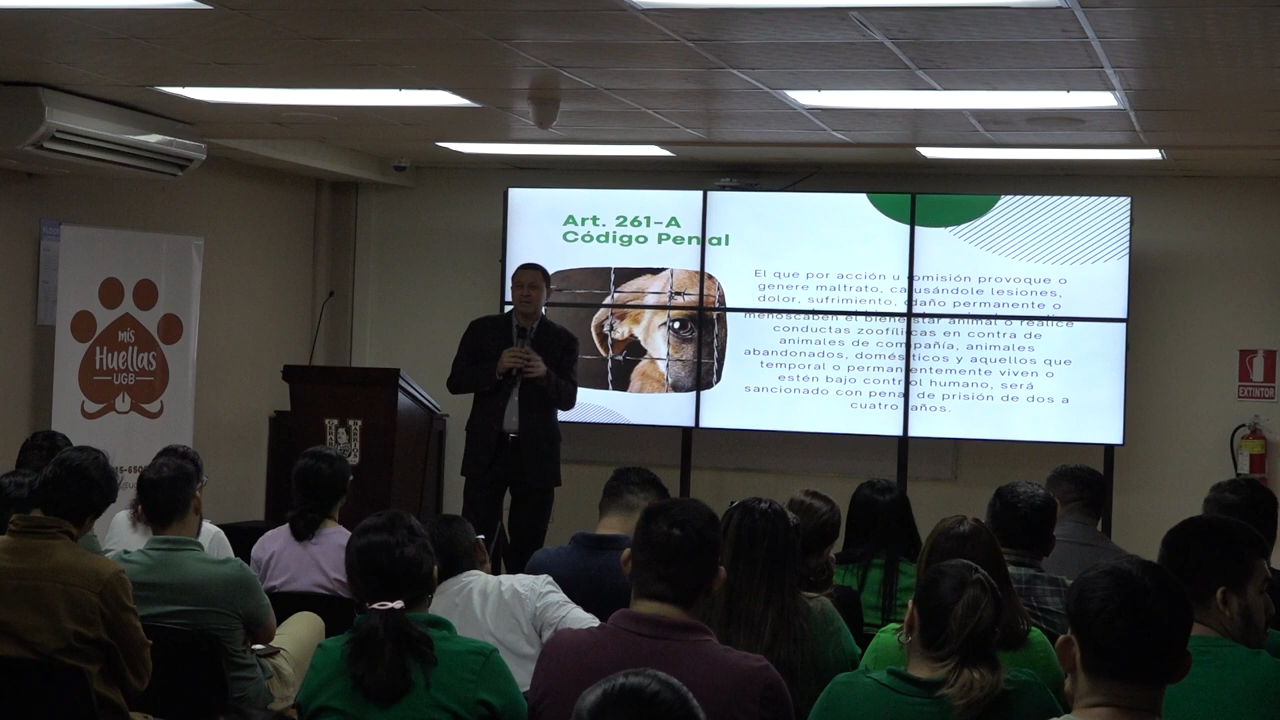 Art. 261-A
Código Penal
El que por acción u omisión provoque o
genere maltrato, causándole lesiones,
dolor, sufrimiento, daño permanente o
menoscaben el bienestar animal o realice
conductas zoofílicas en contra de
animales de compañía, animales
abandonados, domésticos y aquellos que
temporal o permanentemente viven o
estén bajo control humano, será
sancionado con pena de prisión de dos a
cuatro años.
mis
Huellas
UGB
EXTINTOR